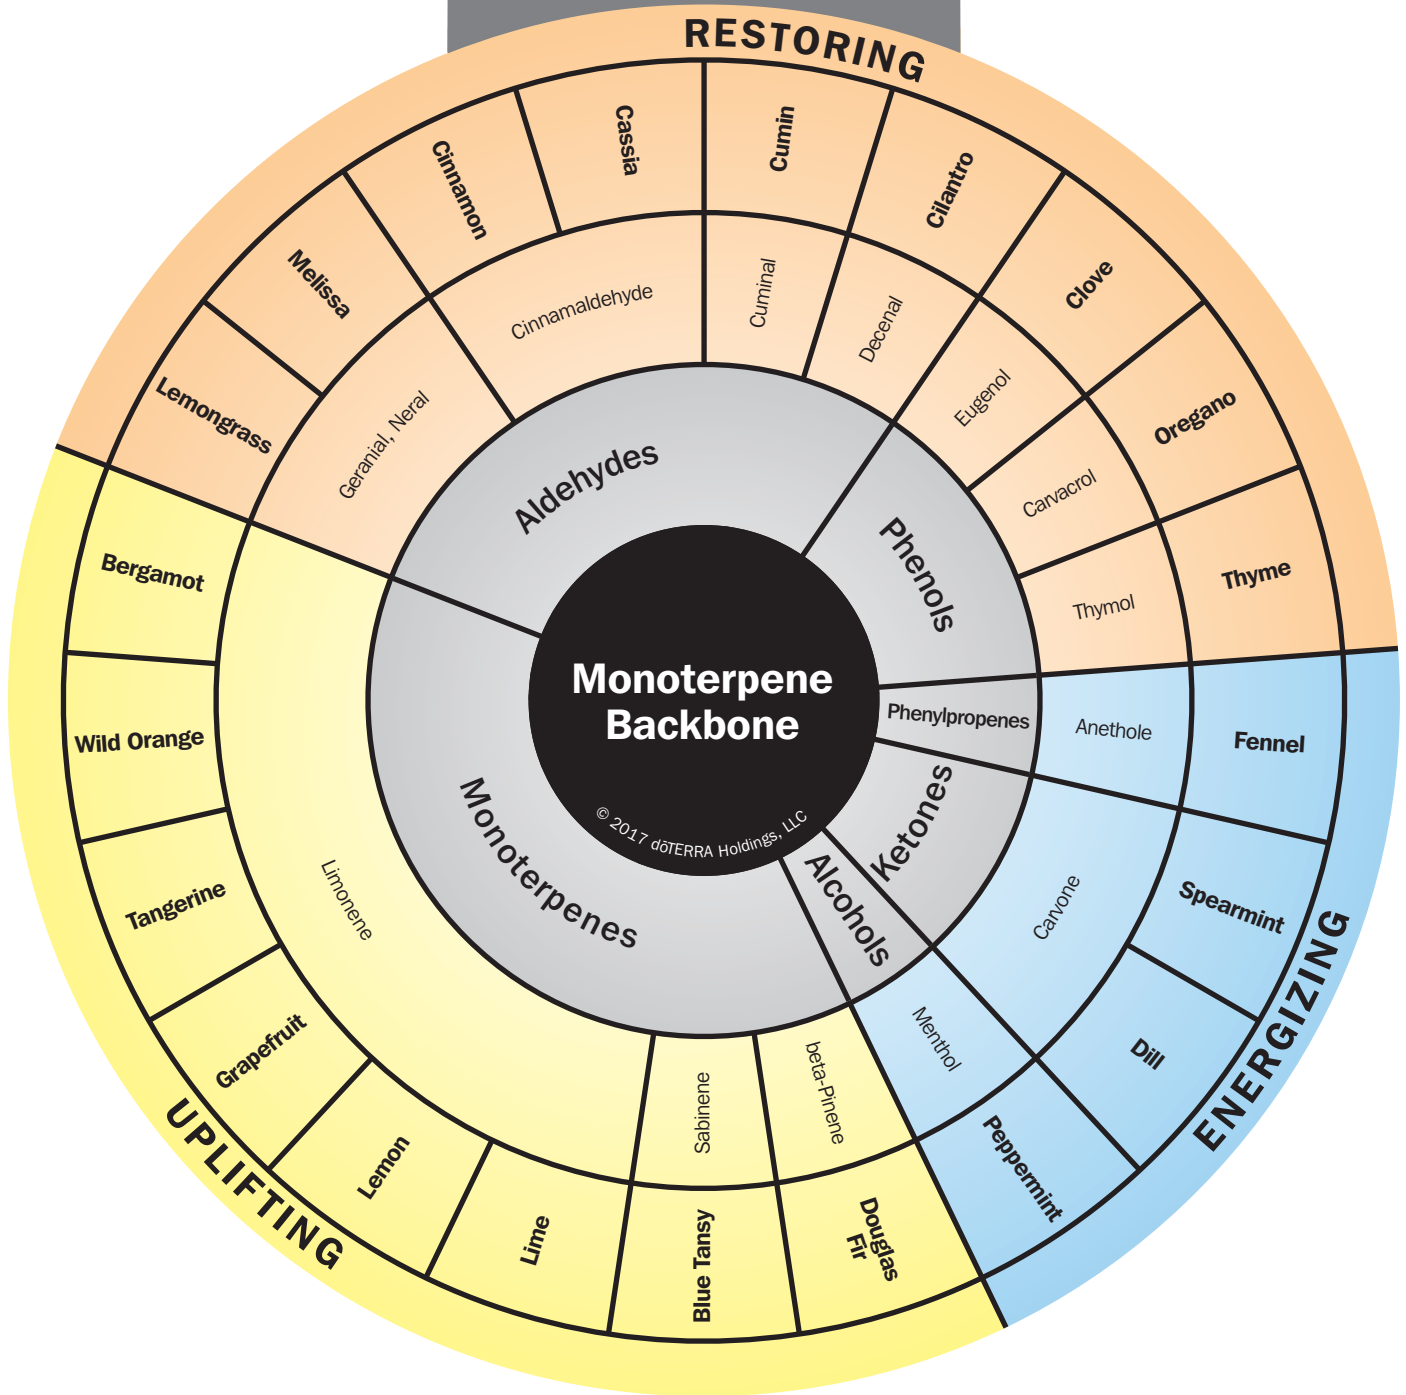 RESTORING
Cumin
Cilantro
Clove
Oregano
Thyme
Fennel
Spearmint
Dill
Peppermint
Douglas
Fir
Blue Tansy
Lime
Lemon
Grapefruit
Tangerine
Wild Orange
Bergamot
Lemongrass
Melissa
Cinnamon
Cassia
Cuminal
Decenal
Eugenol
Carvacrol
Thymol
Anethole
Carvone
Menthol
beta-Pinene
Sabinene
Limonene
Geranial, Neral
Cinnamaldehyde
Aldehydes
Phenols
Phenylpropenes
Ketones
Alcohols
Monoterpenes
Monoterpene
Backbone
© 2017 dōTERRA Holdings, LLC
ENERGIZING
UPLIFTING